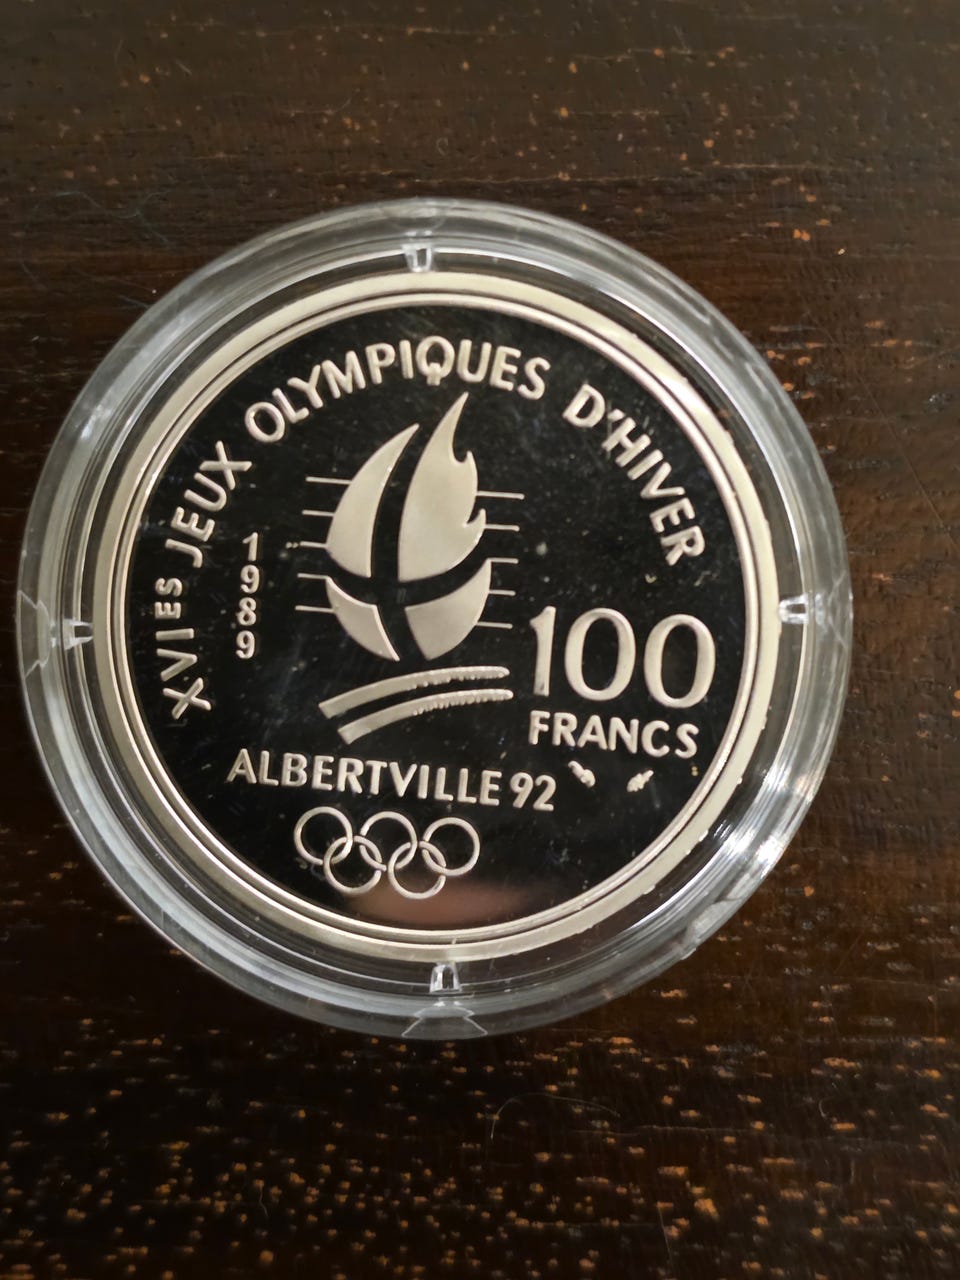 XVIES JEUX OLYMPIQUES D'HIVER
1989
100
FRANCS
ALBERTVILLE 92